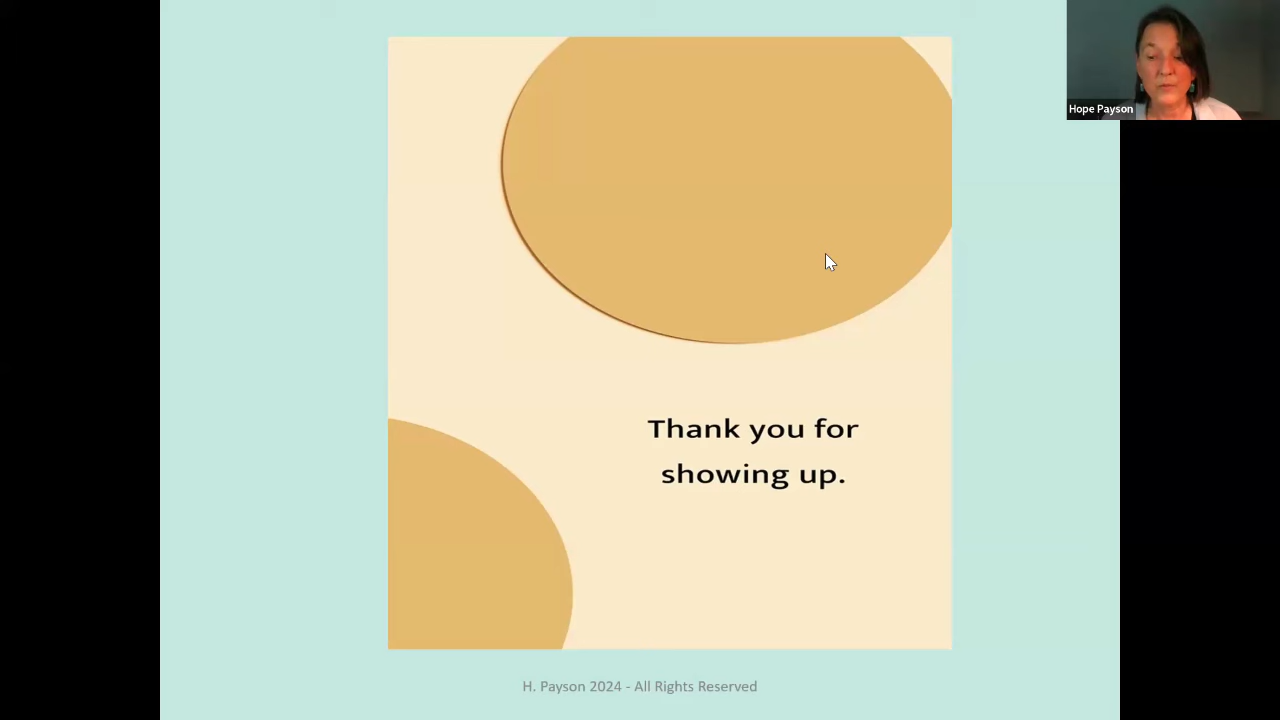 Hope Payson
Thank you for
showing up.
H. Payson 2024 - All Rights Reserved